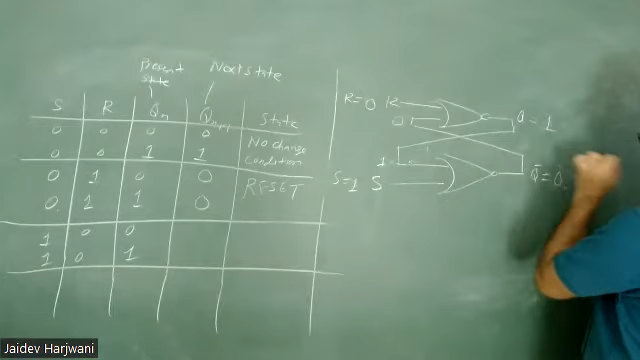 Present state Next state
S R Qn Qn+1 State
0 0 0 0 No change
0 0 1 1 Condition
0 1 0 0 RESET
0 1 1 0
1 0 0
1 0 1
R=0 R Q = 1
0
1
S=1 S Q̄=0
Jaidev Harjwani